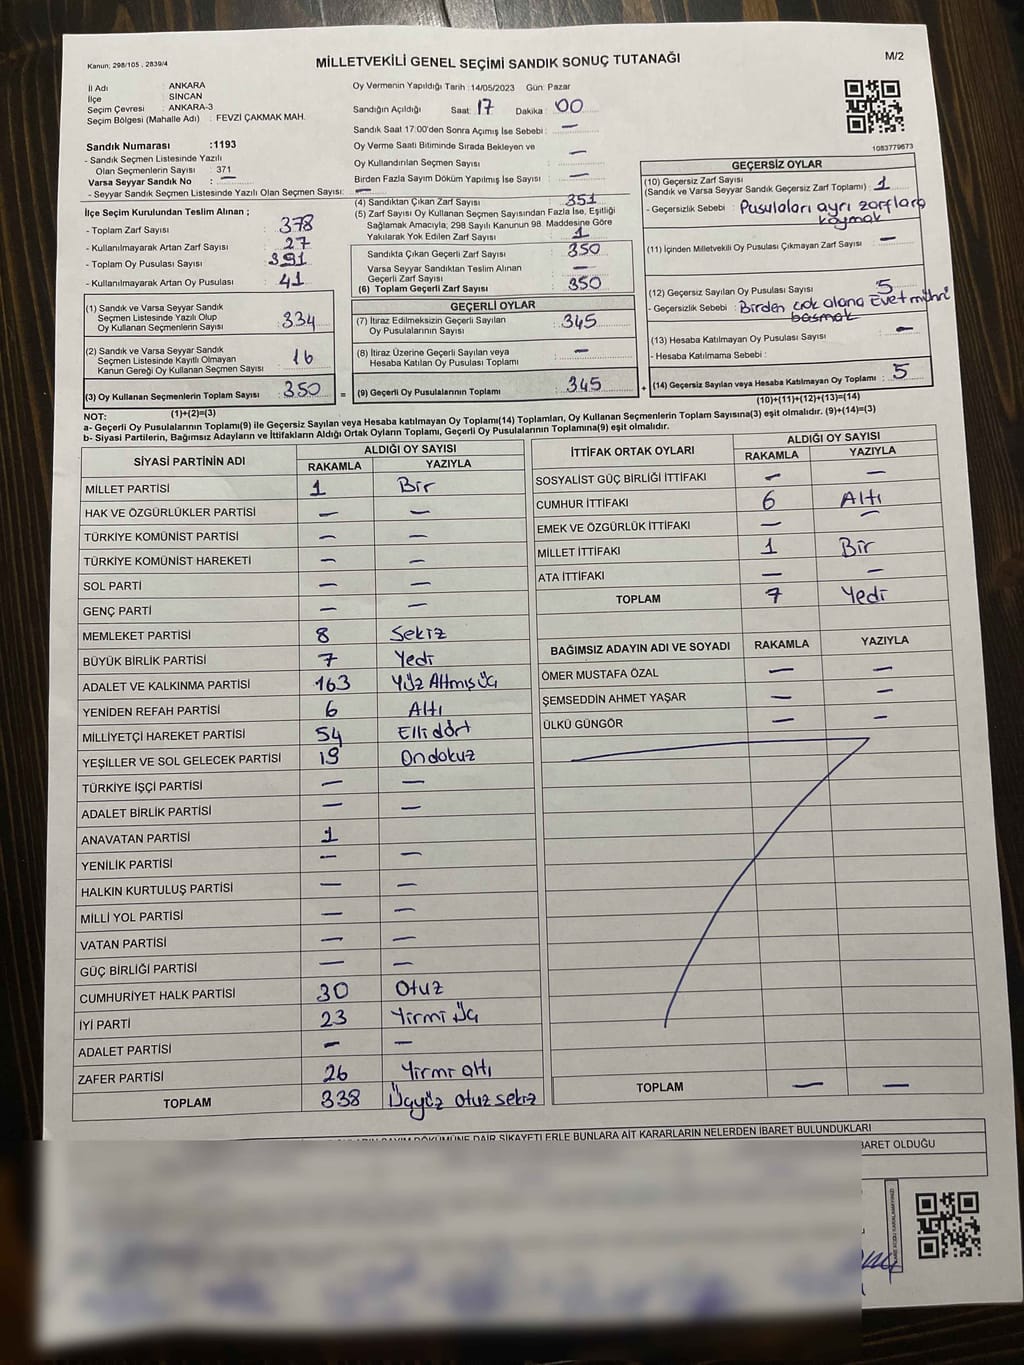 Kanun: 298/105 , 2839/4
MİLLETVEKİLİ GENEL SEÇİMİ SANDIK SONUÇ TUTANAĞI
M/2
İl Adı : ANKARA
İlçe : SİNCAN
Seçim Çevresi : ANKARA-3
Seçim Bölgesi (Mahalle Adı) : FEVZİ ÇAKMAK MAH.
Sandık Numarası :1193
- Sandık Seçmen Listesinde Yazılı
Olan Seçmenlerin Sayısı : 371
Varsa Seyyar Sandık No : —
- Seyyar Sandık Seçmen Listesinde Yazılı Olan Seçmen Sayısı: —
Oy Vermenin Yapıldığı Tarih :14/05/2023 Gün: Pazar
Sandığın Açıldığı Saat: 17 Dakika : 00
Sandık Saat 17:00'den Sonra Açımış İse Sebebi : —
Oy Verme Saati Bitiminde Sırada Bekleyen ve
Oy Kullandırılan Seçmen Sayısı : —
Birden Fazla Sayım Döküm Yapılmış İse Sayısı : —
1083779673
İlçe Seçim Kurulundan Teslim Alınan ;
- Toplam Zarf Sayısı : 378
- Kullanılmayarak Artan Zarf Sayısı : 27
- Toplam Oy Pusulası Sayısı : 391
- Kullanılmayarak Artan Oy Pusulası : 41
(4) Sandıktan Çıkan Zarf Sayısı : 351
(5) Zarf Sayısı Oy Kullanan Seçmen Sayısından Fazla İse, Eşitliği
Sağlamak Amacıyla; 298 Sayılı Kanunun 98. Maddesine Göre
Yakılarak Yok Edilen Zarf Sayısı : 1
Sandıkta Çıkan Geçerli Zarf Sayısı : 350
Varsa Seyyar Sandıktan Teslim Alınan
Geçerli Zarf Sayısı : —
(6) Toplam Geçerli Zarf Sayısı : 350
GEÇERSİZ OYLAR
(10) Geçersiz Zarf Sayısı
(Sandık ve Varsa Seyyar Sandık Geçersiz Zarf Toplamı) : 1
- Geçersizlik Sebebi : Pusulaları ayrı zarflara
koymak
(11) İçinden Milletvekili Oy Pusulası Çıkmayan Zarf Sayısı : —
(12) Geçersiz Sayılan Oy Pusulası Sayısı : 5
- Geçersizlik Sebebi : Birden çok alana Evet mührü
basmak
(13) Hesaba Katılmayan Oy Pusulası Sayısı : —
- Hesaba Katılmama Sebebi :
(1) Sandık ve Varsa Seyyar Sandık
Seçmen Listesinde Yazılı Olup
Oy Kullanan Seçmenlerin Sayısı : 334
(2) Sandık ve Varsa Seyyar Sandık
Seçmen Listesinde Kayıtlı Olmayan
Kanun Gereği Oy Kullanan Seçmen Sayısı : 16
(3) Oy Kullanan Seçmenlerin Toplam Sayısı : 350
GEÇERLİ OYLAR
(7) İtiraz Edilmeksizin Geçerli Sayılan
Oy Pusulalarının Sayısı : 345
(8) İtiraz Üzerine Geçerli Sayılan veya
Hesaba Katılan Oy Pusulası Toplamı : —
= (9) Geçerli Oy Pusulalarının Toplamı : 345
+ (14) Geçersiz Sayılan veya Hesaba Katılmayan Oy Toplamı : 5
(1)+(2)=(3)
(10)+(11)+(12)+(13)=(14)
NOT:
a- Geçerli Oy Pusulalarının Toplamı(9) ile Geçersiz Sayılan veya Hesaba katılmayan Oy Toplamı(14) Toplamları, Oy Kullanan Seçmenlerin Toplam Sayısına(3) eşit olmalıdır. (9)+(14)=(3)
b- Siyasi Partilerin, Bağımsız Adayların ve İttifakların Aldığı Ortak Oyların Toplamı, Geçerli Oy Pusulalarının Toplamına(9) eşit olmalıdır.
SİYASİ PARTİNİN ADI ALDIĞI OY SAYISI
RAKAMLA YAZIYLA
MİLLET PARTİSİ 1 Bir
HAK VE ÖZGÜRLÜKLER PARTİSİ — —
TÜRKİYE KOMÜNİST PARTİSİ — —
TÜRKİYE KOMÜNİST HAREKETİ — —
SOL PARTİ — —
GENÇ PARTİ — —
MEMLEKET PARTİSİ 8 Sekiz
BÜYÜK BİRLİK PARTİSİ 7 Yedi
ADALET VE KALKINMA PARTİSİ 163 Yüz Altmış Üç
YENİDEN REFAH PARTİSİ 6 Altı
MİLLİYETÇİ HAREKET PARTİSİ 54 Elli dört
YEŞİLLER VE SOL GELECEK PARTİSİ 19 Ondokuz
TÜRKİYE İŞÇİ PARTİSİ — —
ADALET BİRLİK PARTİSİ — —
ANAVATAN PARTİSİ 1
YENİLİK PARTİSİ — —
HALKIN KURTULUŞ PARTİSİ — —
MİLLİ YOL PARTİSİ — —
VATAN PARTİSİ — —
GÜÇ BİRLİĞİ PARTİSİ — —
CUMHURİYET HALK PARTİSİ 30 Otuz
İYİ PARTİ 23 Yirmi Üç
ADALET PARTİSİ — —
ZAFER PARTİSİ 26 Yirmi altı
TOPLAM 338 Üçyüz otuz sekiz
İTTİFAK ORTAK OYLARI ALDIĞI OY SAYISI
RAKAMLA YAZIYLA
SOSYALİST GÜÇ BİRLİĞİ İTTİFAKI — —
CUMHUR İTTİFAKI 6 Altı
EMEK VE ÖZGÜRLÜK İTTİFAKI — —
MİLLET İTTİFAKI 1 Bir
ATA İTTİFAKI — —
TOPLAM 7 Yedi
BAĞIMSIZ ADAYIN ADI VE SOYADI RAKAMLA YAZIYLA
ÖMER MUSTAFA ÖZAL — —
ŞEMSEDDİN AHMET YAŞAR — —
ÜLKÜ GÜNGÖR — —
TOPLAM — —
SAYIM DÖKÜMÜNE DAİR ŞİKAYETLERLE BUNLARA AİT KARARLARIN NELERDEN İBARET BULUNDUKLARI
İBARET OLDUĞU